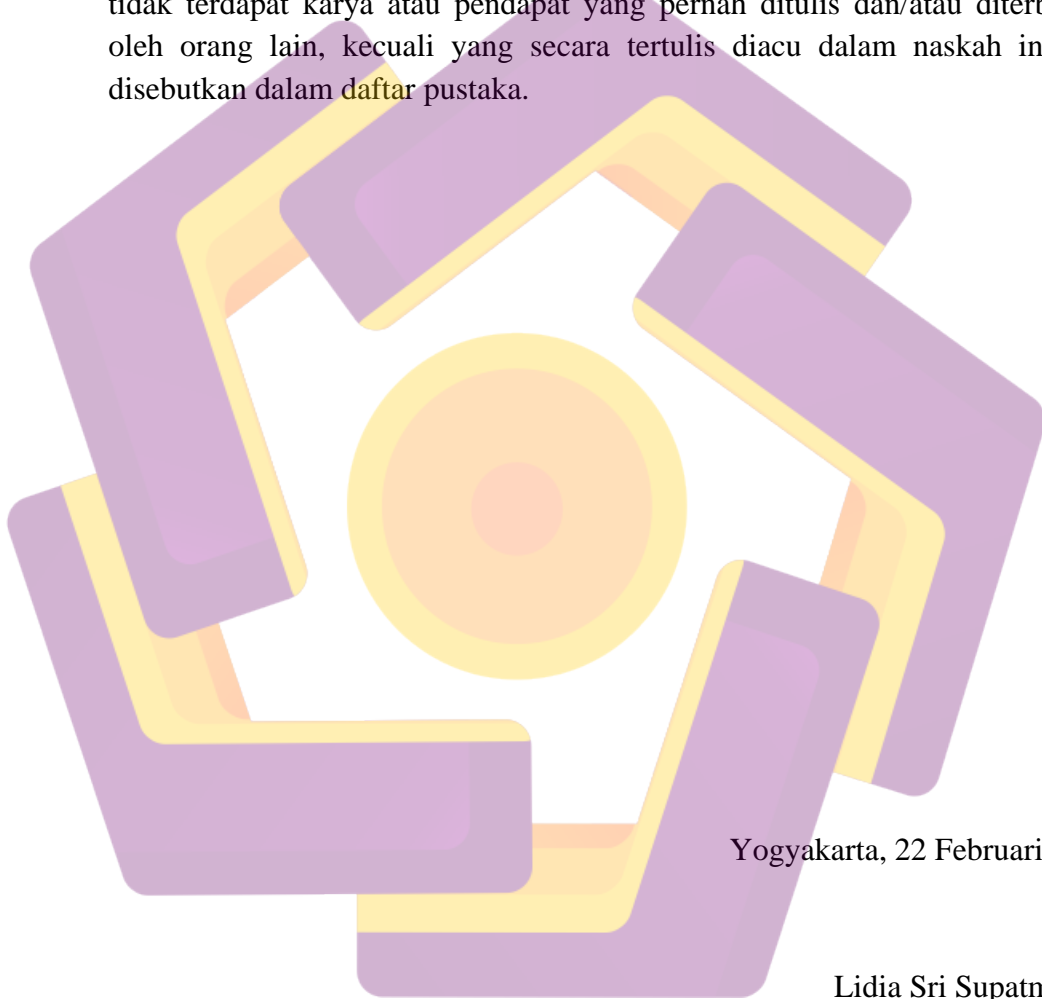 tidak terdapat karya atau pendapat yang pernah ditulis dan/atau
oleh orang lain, kecuali yang secara tertulis diacu dalam naskah
disebutkan dalam daftar pustaka.
Yogyakarta, 22 Februari
Lidia Sri